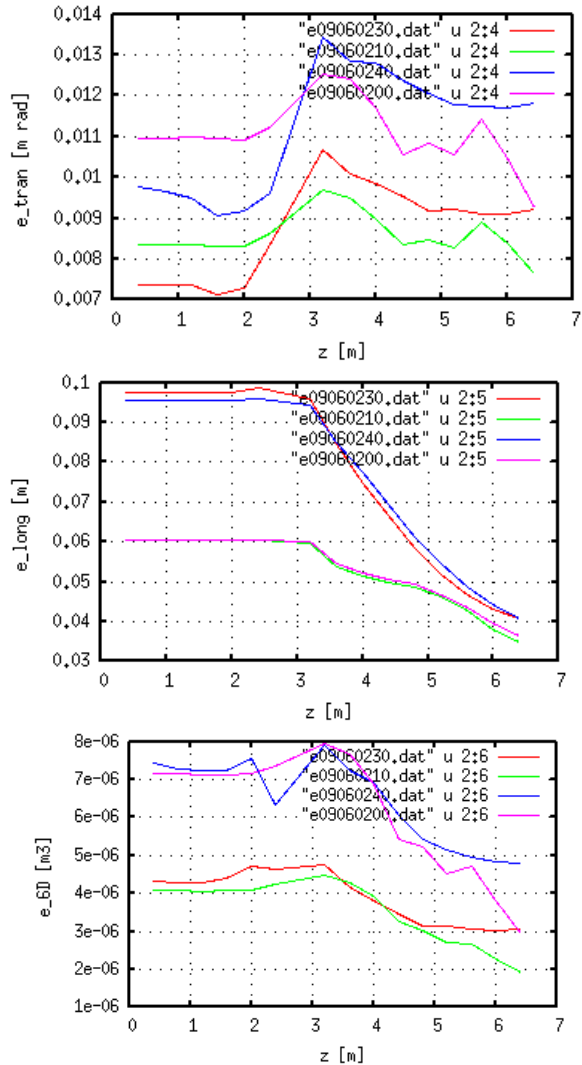 0.014
0.013
0.012
0.011
0.01
0.009
0.008
0.007
e_tran [m rad]
"e09060230.dat" u 2:4
"e09060210.dat" u 2:4
"e09060240.dat" u 2:4
"e09060200.dat" u 2:4
0 1 2 3 4 5 6 7
z [m]
0.1
0.09
0.08
0.07
0.06
0.05
0.04
0.03
e_long [m]
"e09060230.dat" u 2:5
"e09060210.dat" u 2:5
"e09060240.dat" u 2:5
"e09060200.dat" u 2:5
0 1 2 3 4 5 6 7
z [m]
8e-06
7e-06
6e-06
5e-06
4e-06
3e-06
2e-06
1e-06
e_6D [m3]
"e09060230.dat" u 2:6
"e09060210.dat" u 2:6
"e09060240.dat" u 2:6
"e09060200.dat" u 2:6
0 1 2 3 4 5 6 7
z [m]